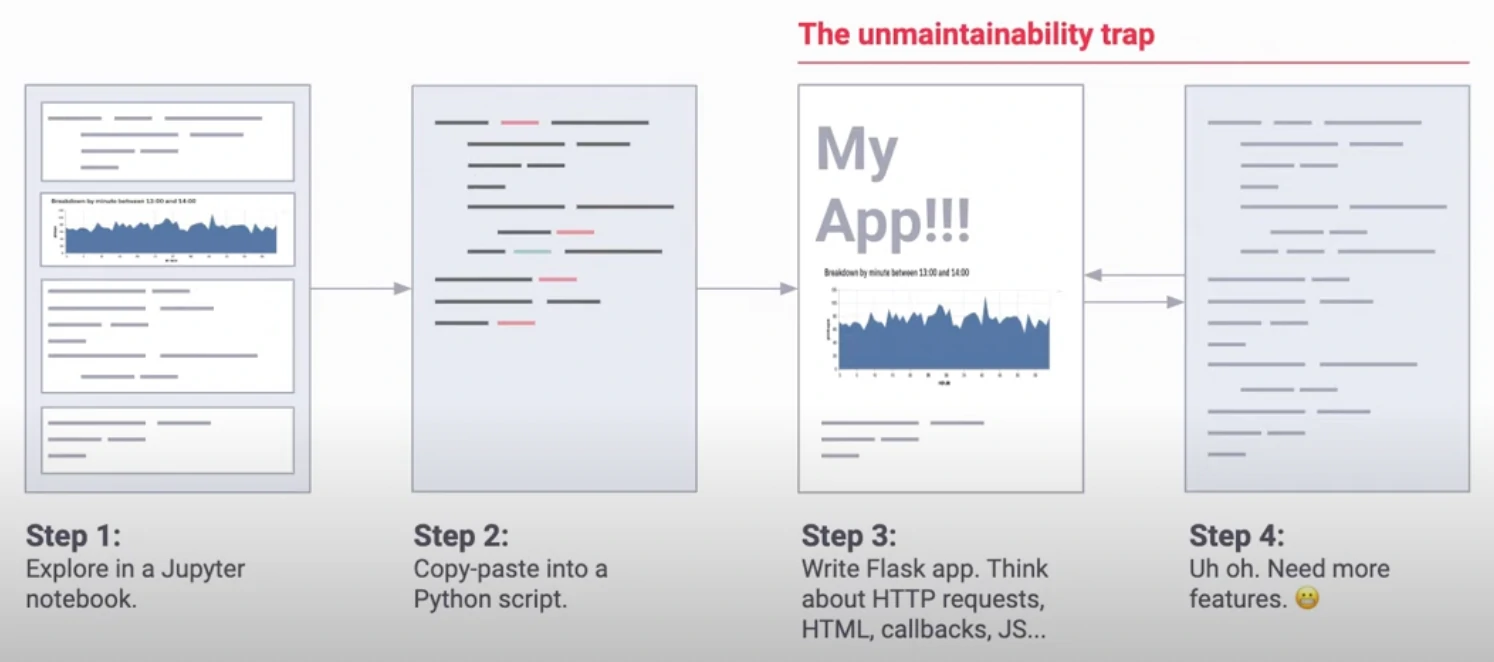 The unmaintainability trap
Breakdown by minute between 13:00 and 14:00
My
App!!!
Breakdown by minute between 13:00 and 14:00
Step 1:
Explore in a Jupyter
notebook.
Step 2:
Copy-paste into a
Python script.
Step 3:
Write Flask app. Think
about HTTP requests,
HTML, callbacks, JS...
Step 4:
Uh oh. Need more
features. 😬